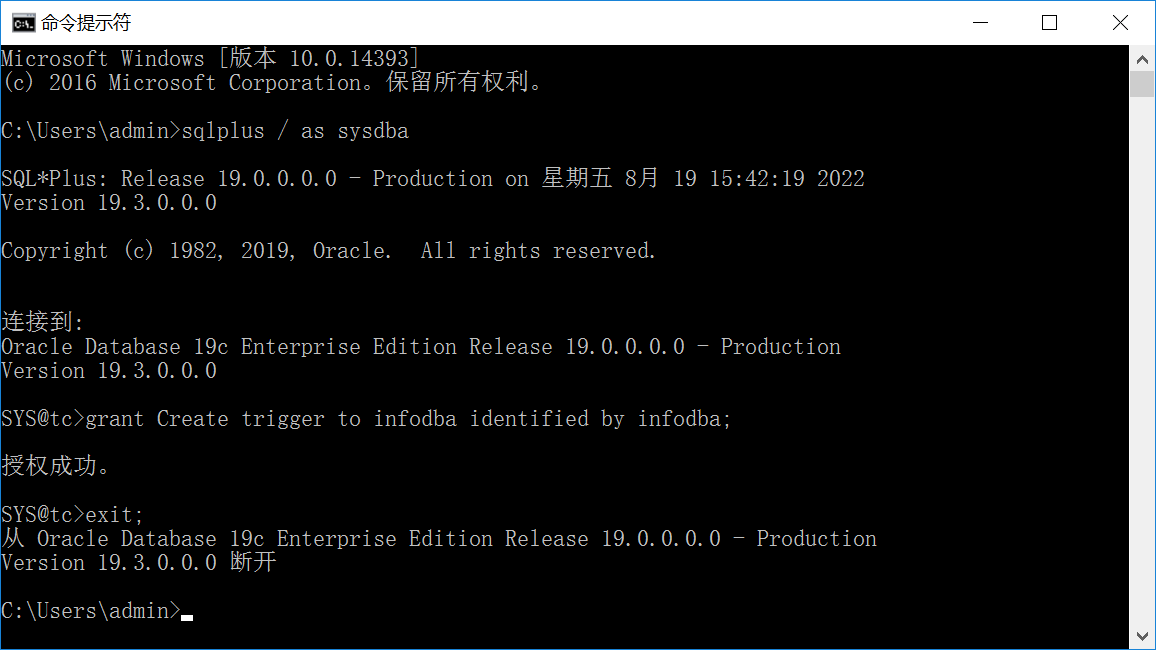 命令提示符
Microsoft Windows [版本 10.0.14393]
(c) 2016 Microsoft Corporation。保留所有权利。
C:\Users\admin>sqlplus / as sysdba
SQL*Plus: Release 19.0.0.0.0 - Production on 星期五 8月 19 15:42:19 2022
Version 19.3.0.0.0
Copyright (c) 1982, 2019, Oracle.  All rights reserved.
连接到:
Oracle Database 19c Enterprise Edition Release 19.0.0.0.0 - Production
Version 19.3.0.0.0
SYS@tc>grant Create trigger to infodba identified by infodba;
授权成功。
SYS@tc>exit;
从 Oracle Database 19c Enterprise Edition Release 19.0.0.0.0 - Production
Version 19.3.0.0.0 断开
C:\Users\admin>